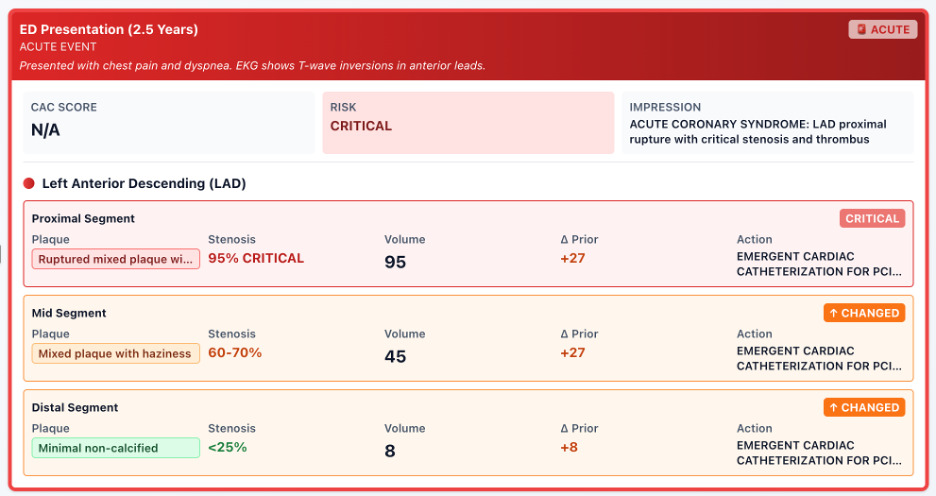 ED Presentation (2.5 Years)
ACUTE
ACUTE EVENT
Presented with chest pain and dyspnea. EKG shows T-wave inversions in anterior leads.
CAC SCORE
N/A
RISK
CRITICAL
IMPRESSION
ACUTE CORONARY SYNDROME: LAD proximal
rupture with critical stenosis and thrombus
Left Anterior Descending (LAD)
Proximal Segment
CRITICAL
Plaque
Ruptured mixed plaque wi...
Stenosis
95% CRITICAL
Volume
95
Δ Prior
+27
Action
EMERGENT CARDIAC
CATHETERIZATION FOR PCI...
Mid Segment
↑ CHANGED
Plaque
Mixed plaque with haziness
Stenosis
60-70%
Volume
45
Δ Prior
+27
Action
EMERGENT CARDIAC
CATHETERIZATION FOR PCI...
Distal Segment
↑ CHANGED
Plaque
Minimal non-calcified
Stenosis
<25%
Volume
8
Δ Prior
+8
Action
EMERGENT CARDIAC
CATHETERIZATION FOR PCI...